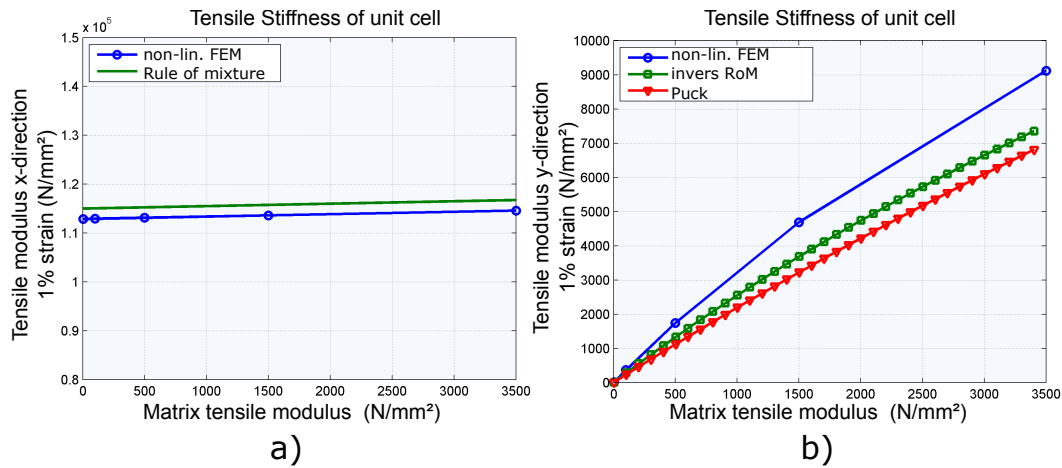 Tensile Stiffness of unit cell
x 10⁵
1.5
1.4
1.3
1.2
1.1
1
0.9
0.8
0
500
1000
1500
2000
2500
3000
3500
non-lin. FEM
Rule of mixture
Tensile modulus x-direction
1% strain (N/mm²)
Matrix tensile modulus (N/mm²)
a)
Tensile Stiffness of unit cell
10000
9000
8000
7000
6000
5000
4000
3000
2000
1000
0
0
500
1000
1500
2000
2500
3000
3500
non-lin. FEM
invers RoM
Puck
Tensile modulus y-direction
1% strain (N/mm²)
Matrix tensile modulus (N/mm²)
b)